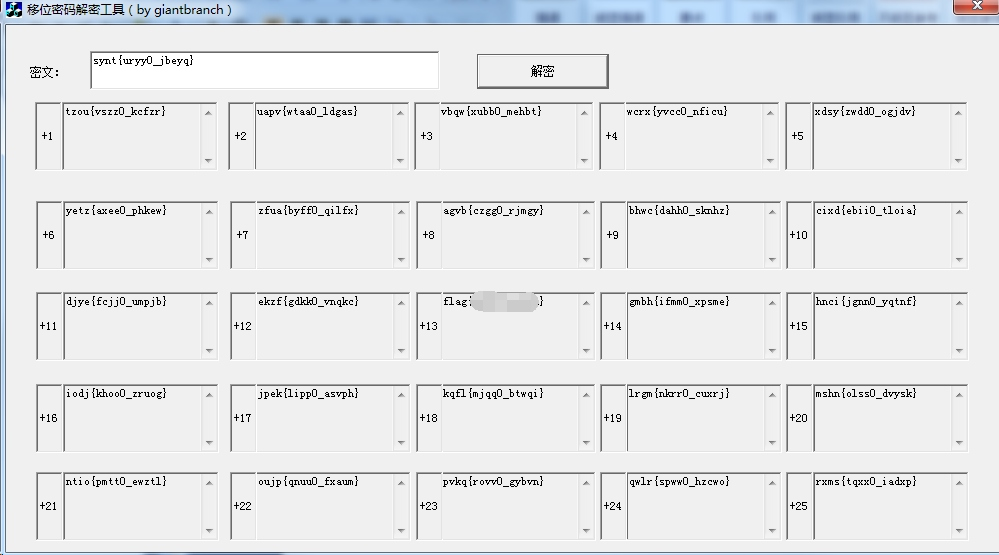 移位密码解密工具 ( by giantbranch )
密文：
synt{uryy0_jbeyq}
解密
+1
tzou{vszz0_kcfzr}
+2
uapv{wtaa0_ldgas}
+3
vbqw{xubb0_mehbt}
+4
wcrx{yvcc0_nficu}
+5
xdsy{zwdd0_ogjdv}
+6
yetz{axee0_phkew}
+7
zfua{byff0_qilfx}
+8
agvb{czgg0_rjmgy}
+9
bhwc{dahh0_sknhz}
+10
cixd{ebii0_tloia}
+11
djye{fcjj0_umpjb}
+12
ekzf{gdkk0_vnqkc}
+13
flag
+14
gmbh{ifmm0_xpsme}
+15
hnci{jgnn0_yqtnf}
+16
iodj{khoo0_zruog}
+17
jpek{lipp0_asvph}
+18
kqfl{mjqq0_btwqi}
+19
lrgm{nkrr0_cuxrj}
+20
mshn{olss0_dvysk}
+21
ntio{pmtt0_ewztl}
+22
oujp{qnuu0_fxaum}
+23
pvkq{rovv0_gybvn}
+24
qwlr{spww0_hzcwo}
+25
rxms{tqxx0_iadxp}